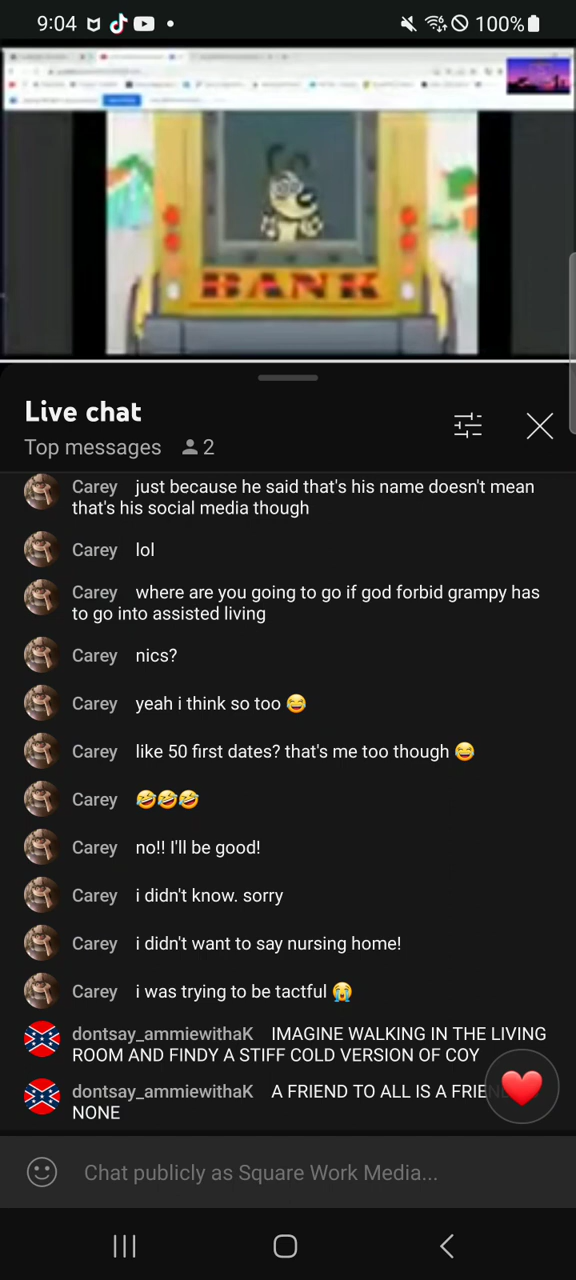 9:04
100%
BANK
Live chat
Top messages 2
Carey just because he said that's his name doesn't mean
that's his social media though
Carey lol
Carey where are you going to go if god forbid grampy has
to go into assisted living
Carey nics?
Carey yeah i think so too 😂
Carey like 50 first dates? that's me too though 😂
Carey 🤣🤣🤣
Carey no!! I'll be good!
Carey i didn't know. sorry
Carey i didn't want to say nursing home!
Carey i was trying to be tactful 😭
dontsay_ammiewithaK IMAGINE WALKING IN THE LIVING
ROOM AND FINDY A STIFF COLD VERSION OF COY
dontsay_ammiewithaK A FRIEND TO ALL IS A
NONE
Chat publicly as Square Work Media...